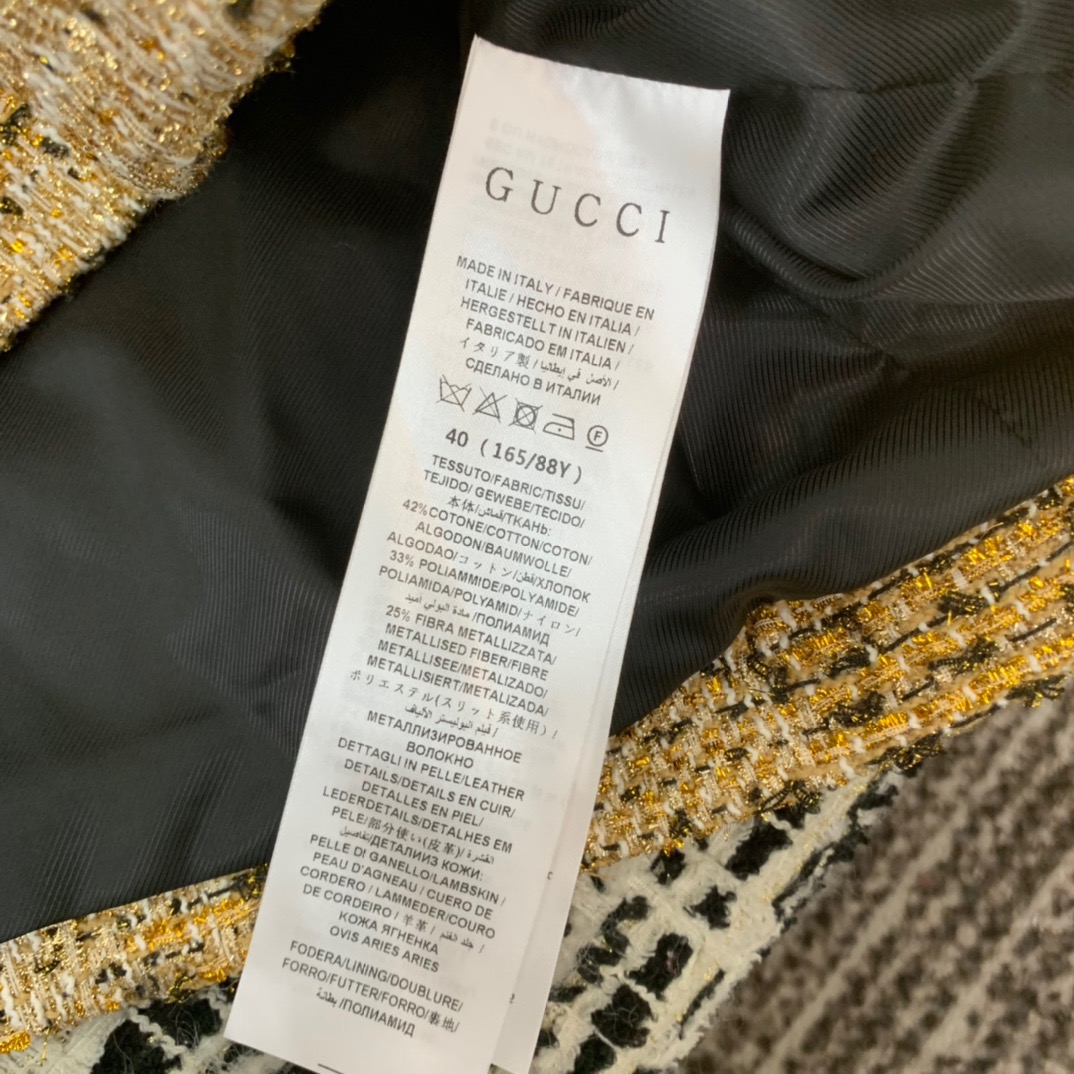 GUCCI
MADE IN ITALY / FABRIQUE EN
ITALIE / HECHO EN ITALIA /
HERGESTELLT IN ITALIEN /
FABRICADO EM ITALIA /
イタリア製 / الأصل في إيطاليا /
СДЕЛАНО В ИТАЛИИ
F
40 ( 165/88Y )
TESSUTO/FABRIC/TISSU/
TEJIDO/ GEWEBE/TECIDO/
本体/قماش/ТКАНЬ:
42%COTONE/COTTON/COTON/
ALGODON/BAUMWOLLE/
ALGODAO/コットン/قطن/ХЛОПОК
33% POLIAMMIDE/POLYAMIDE/
POLIAMIDA/POLYAMID/ナイロン/
مادة البولي أميد /ПОЛИАМИД
25% FIBRA METALLIZZATA/
METALLISED FIBER/FIBRE
METALLISEE/METALIZADO/
METALLISIERT/METALIZADA/
ポリエステル(スリット系使用) /
فيلم البوليستر الألياف /
МЕТАЛЛИЗИРОВАННОЕ
ВОЛОКНО
DETTAGLI IN PELLE/LEATHER
DETAILS/DETAILS EN CUIR/
DETALLES EN PIEL/
LEDERDETAILS/DETALHES EM
PELE/部分使い(皮革)/ القشرة
تفاصيل/ДЕТАЛИИЗ КОЖИ:
PELLE DI GANELLO/LAMBSKIN /
PEAU D'AGNEAU / CUERO DE
CORDERO / LAMMEDER/COURO
DE CORDEIRO / 羊革 / جلد الغنم /
КОЖА ЯГНЕНКА
OVIS ARIES ARIES
FODERA/LINING/DOUBLURE/
FORRO/FUTTER/FORRO/裏地/
بطانة/ПОЛИАМИД